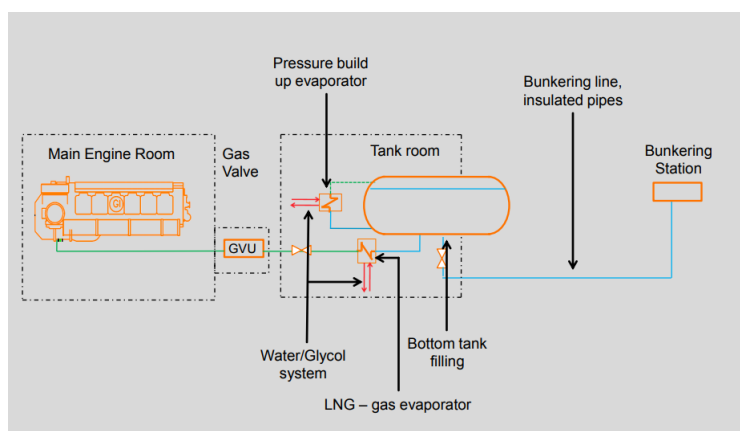 Pressure build
up evaporator
Bunkering line,
insulated pipes
Main Engine Room
Gas
Valve
Tank room
Bunkering
Station
G
GVU
Water/Glycol
system
Bottom tank
filling
LNG – gas evaporator